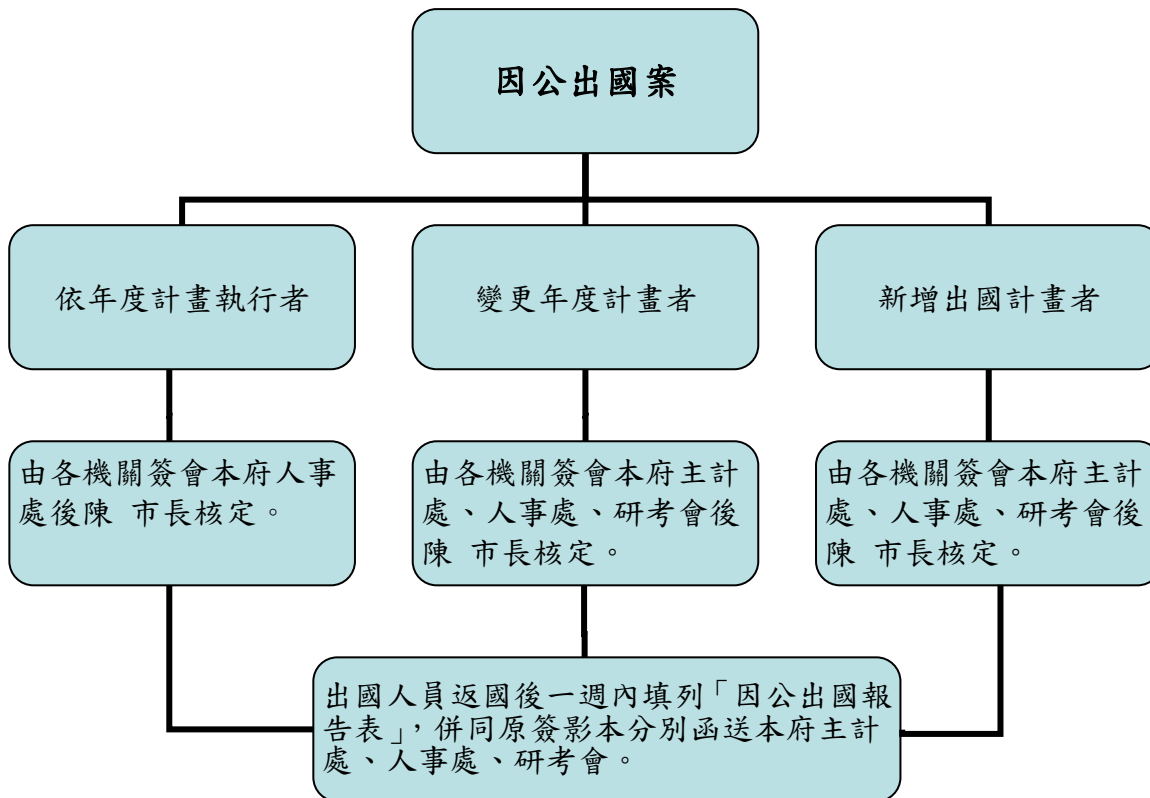 因公出國案
依年度計畫執行者
變更年度計畫者
新增出國計畫者
由各機關簽會本府人事
處後陳 市長核定。
由各機關簽會本府主計
處、人事處、研考會後
陳 市長核定。
由各機關簽會本府主計
處、人事處、研考會後
陳 市長核定。
出國人員返國後一週內填列「因公出國報
告表」，併同原簽影本分別函送本府主計
處、人事處、研考會。